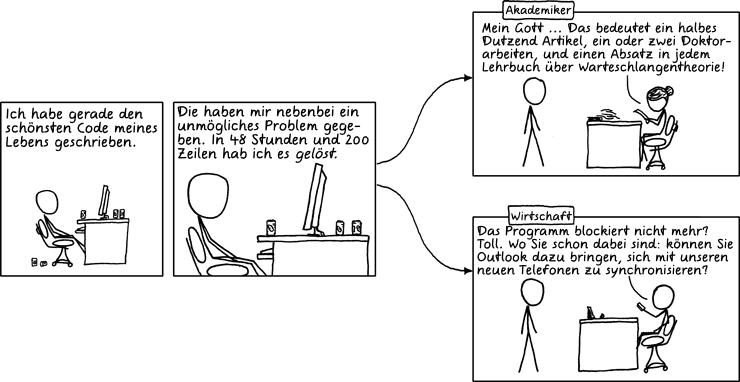 Ich habe gerade den
schönsten Code meines
Lebens geschrieben.
Die haben mir nebenbei ein
unmögliches Problem gege-
ben. In 48 Stunden und 200
Zeilen hab ich es gelöst.
Akademiker
Mein Gott ... Das bedeutet ein halbes
Dutzend Artikel, ein oder zwei Doktor-
arbeiten, und einen Absatz in jedem
Lehrbuch über Warteschlangentheorie!
Wirtschaft
Das Programm blockiert nicht mehr?
Toll. Wo Sie schon dabei sind: können Sie
Outlook dazu bringen, sich mit unseren
neuen Telefonen zu synchronisieren?